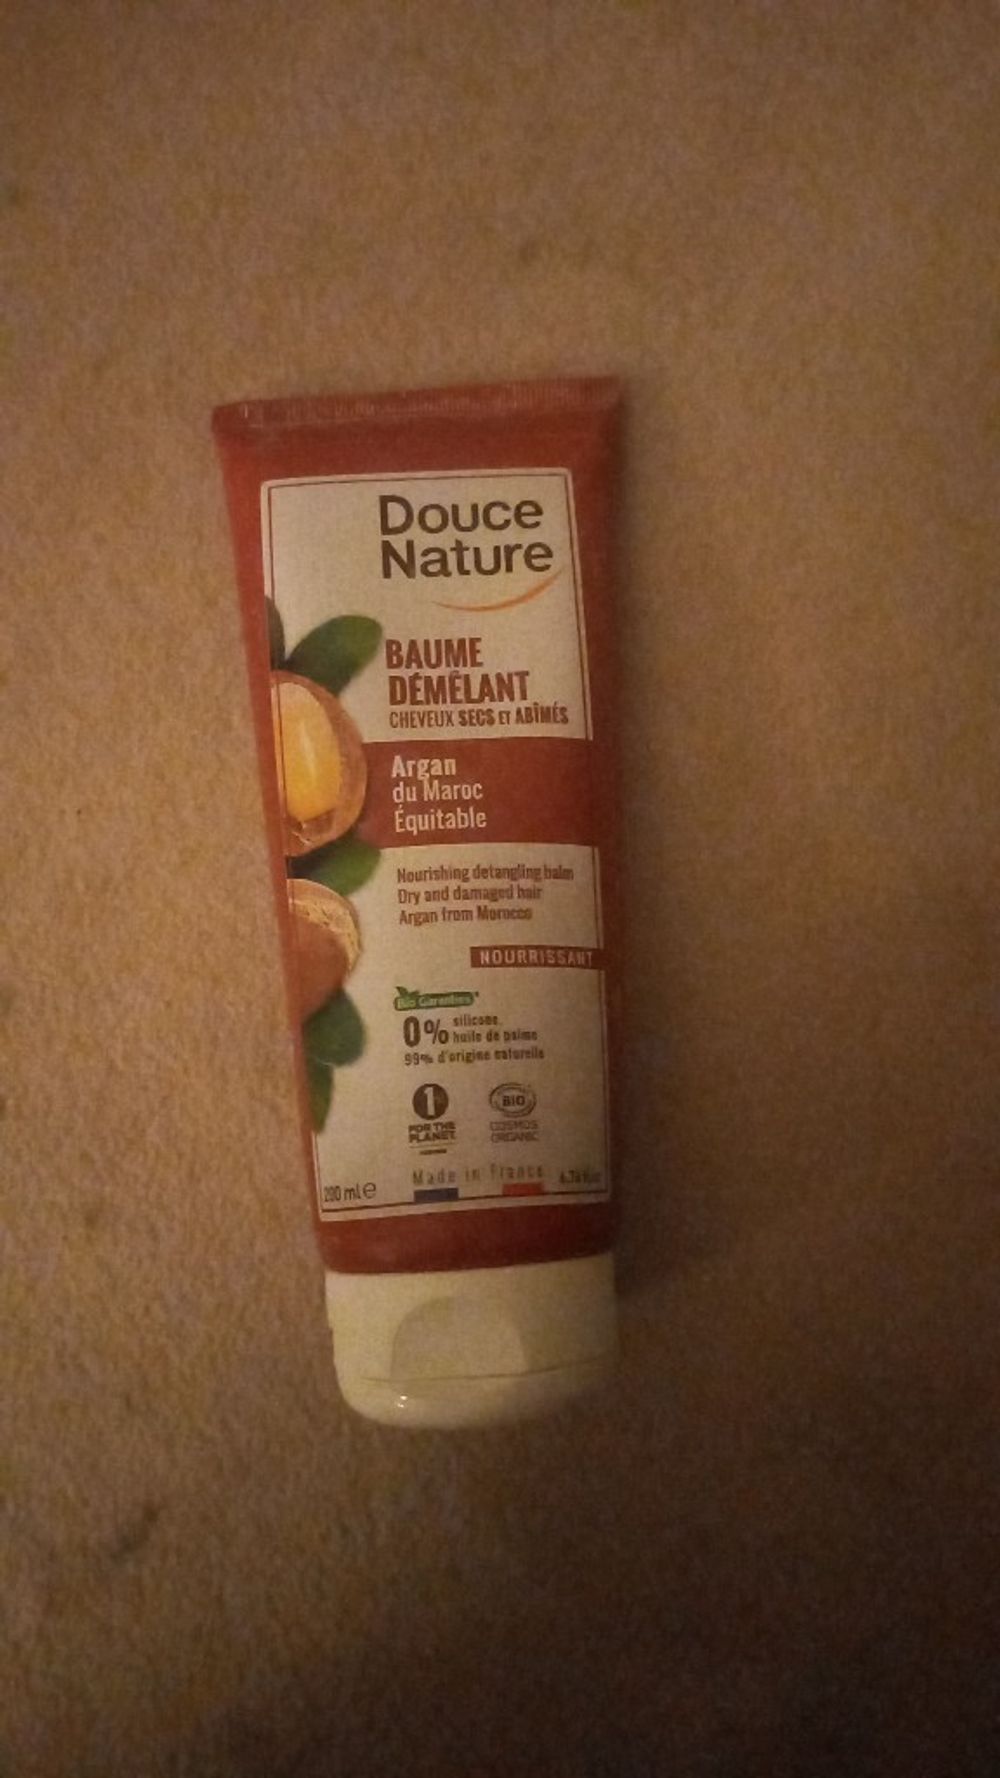 Douce
Nature
BAUME
DÉMÊLANT
CHEVEUX SECS ET ABÎMÉS
Argan
du Maroc
Équitable
Nourishing detangling balm
Dry and damaged hair
Argan from Morocco
NOURRISSANT
Bio Garanties
0% silicone
huile de palme
99% d'origine naturelle
1% FOR THE
PLANET
BIO
COSMOS
ORGANIC
Made in France
200 ml e